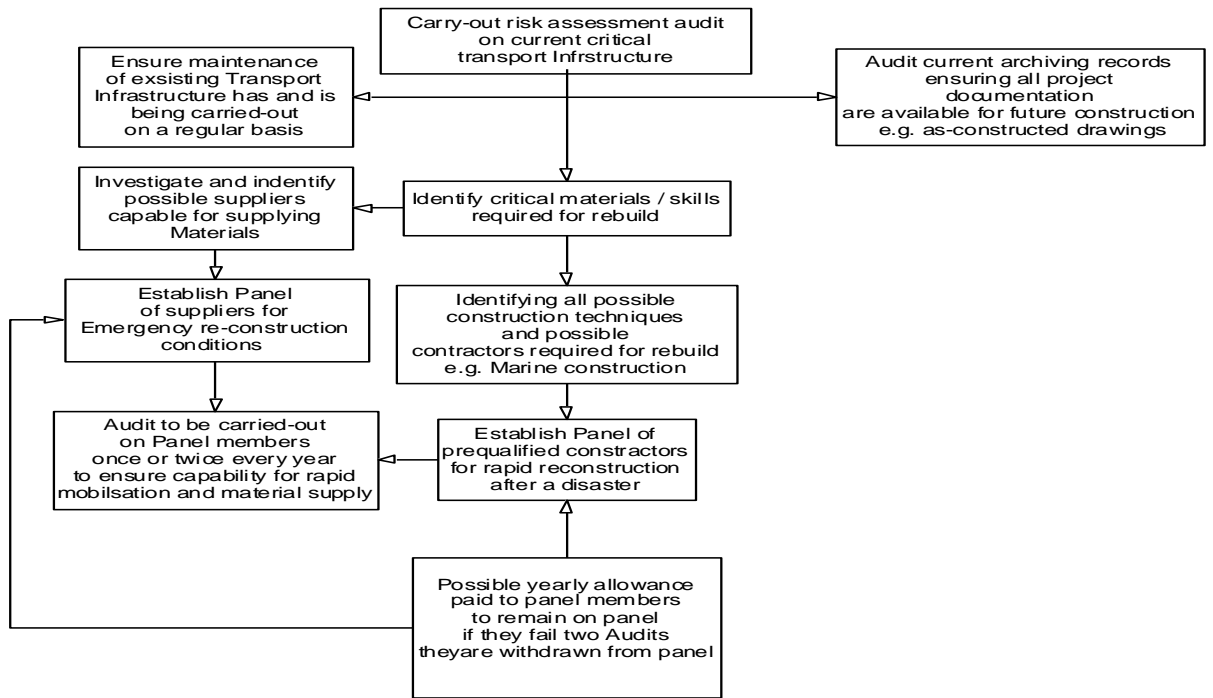 Carry-out risk assessment audit
on current critical
transport Infrstructure
Ensure maintenance
of exsisting Transport
Infrastructure has and is
being carried-out
on a regular basis
Audit current archiving records
ensuring all project
documentation
are available for future construction
e.g. as-constructed drawings
Investigate and indentify
possible suppliers
capable for supplying
Materials
Identify critical materials / skills
required for rebuild
Establish Panel
of suppliers for
Emergency re-construction
conditions
Identifying all possible
construction techniques
and possible
contractors required for rebuild
e.g. Marine construction
Audit to be carried-out
on Panel members
once or twice every year
to ensure capability for rapid
mobilsation and material supply
Establish Panel of
prequalified constractors
for rapid reconstruction
after a disaster
Possible yearly allowance
paid to panel members
to remain on panel
if they fail two Audits
theyare withdrawn from panel